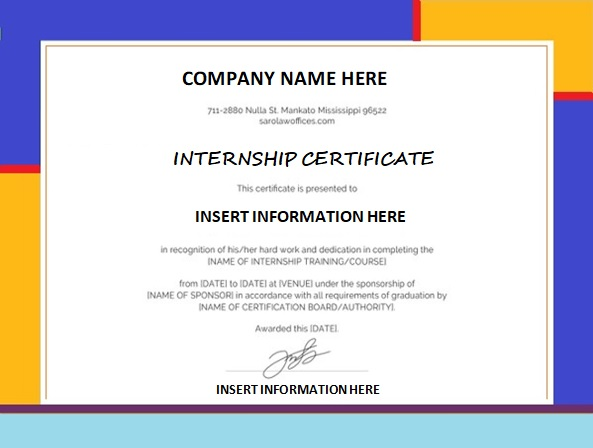 COMPANY NAME HERE
711-2880 Nulla St. Mankato Mississippi 96522
sarolawoffices.com
INTERNSHIP CERTIFICATE
This certificate is presented to
INSERT INFORMATION HERE
in recognition of his/her hard work and dedication in completing the
[NAME OF INTERNSHIP TRAINING/COURSE]
from [DATE] to [DATE] at [VENUE] under the sponsorship of
[NAME OF SPONSOR] in accordance with all requirements of graduation by
[NAME OF CERTIFICATION BOARD/AUTHORITY].
Awarded this [DATE].
INSERT INFORMATION HERE